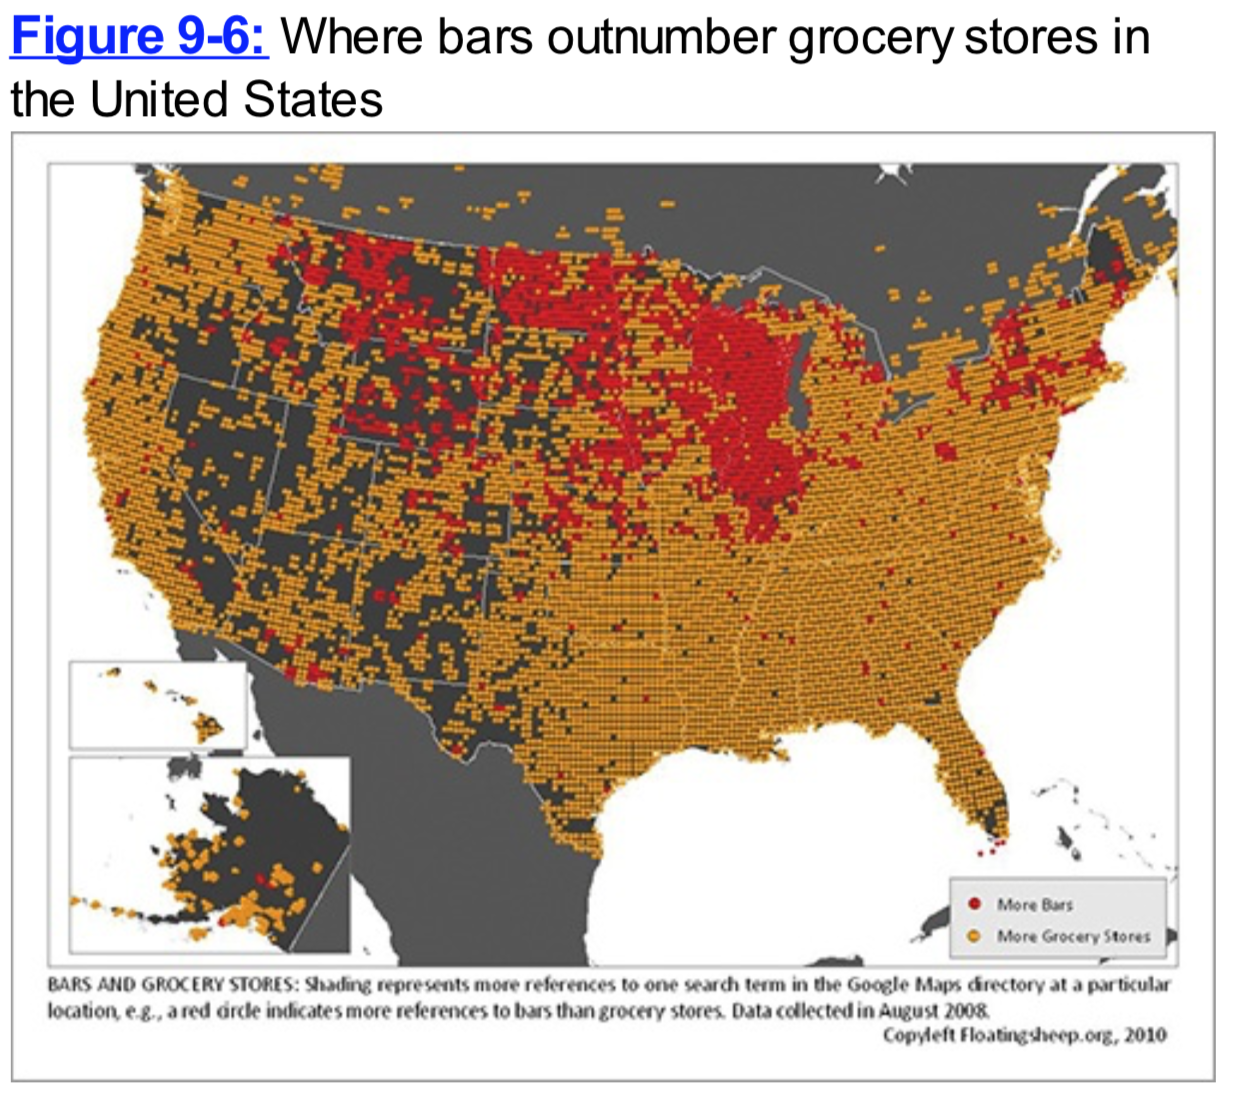 Figure 9-6: Where bars outnumber grocery stores in
the United States
More Bars
More Grocery Stores
BARS AND GROCERY STORES: Shading represents more references to one search term in the Google Maps directory at a particular
location, e.g., a red circle indicates more references to bars than grocery stores. Data collected in August 2008.
Copyleft Floatingsheep.org, 2010